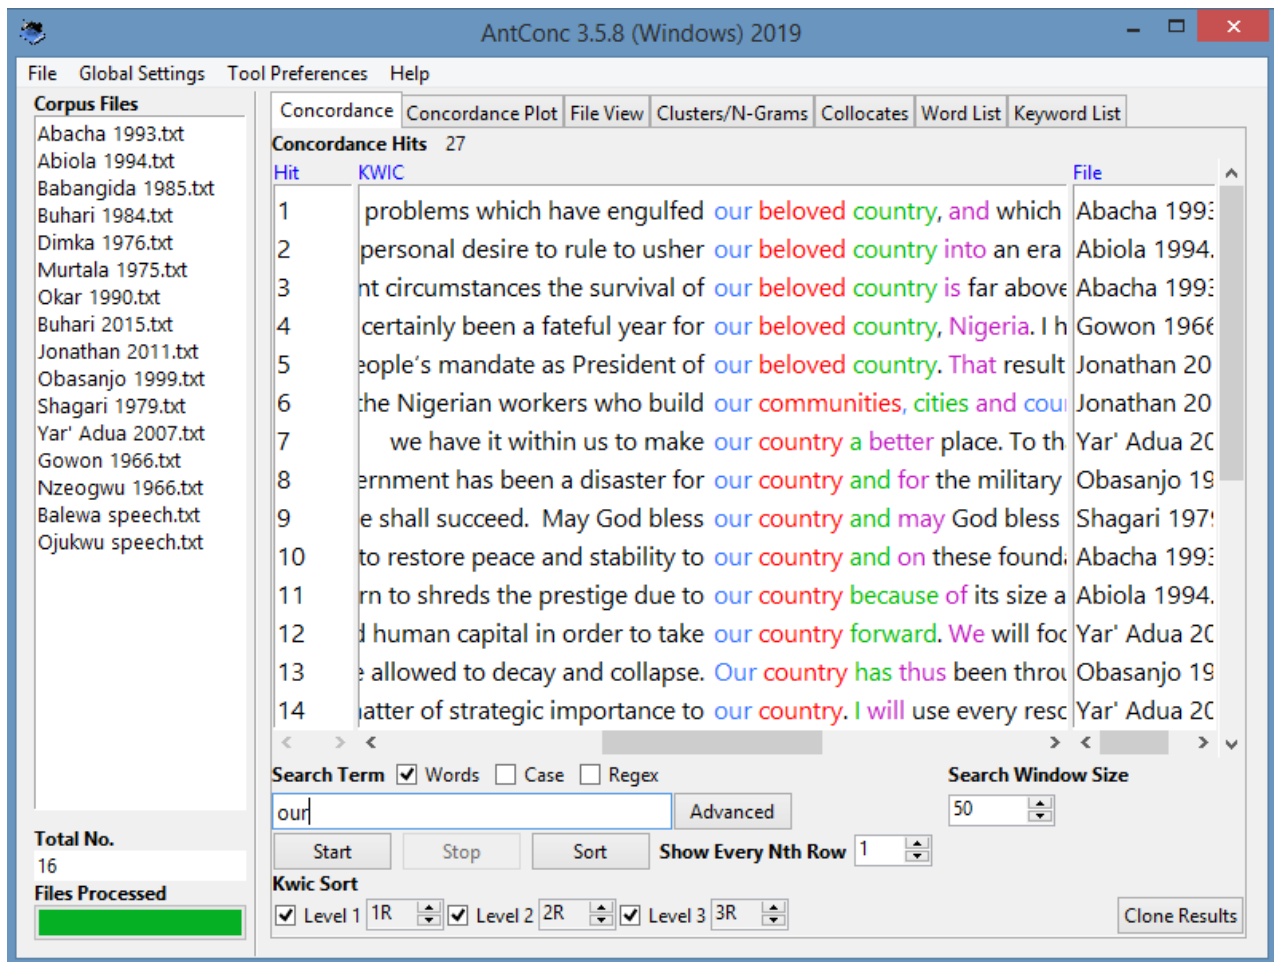 AntConc 3.5.8 (Windows) 2019
File Global Settings Tool Preferences Help
Corpus Files
Abacha 1993.txt
Abiola 1994.txt
Babangida 1985.txt
Buhari 1984.txt
Dimka 1976.txt
Murtala 1975.txt
Okar 1990.txt
Buhari 2015.txt
Jonathan 2011.txt
Obasanjo 1999.txt
Shagari 1979.txt
Yar' Adua 2007.txt
Gowon 1966.txt
Nzeogwu 1966.txt
Balewa speech.txt
Ojukwu speech.txt
Total No.
16
Files Processed
Concordance Concordance Plot File View Clusters/N-Grams Collocates Word List Keyword List
Concordance Hits 27
Hit KWIC File
1 problems which have engulfed our beloved country, and which Abacha 1993
2 personal desire to rule to usher our beloved country into an era Abiola 1994.
3 nt circumstances the survival of our beloved country is far above Abacha 1993
4 certainly been a fateful year for our beloved country, Nigeria. I h Gowon 1966
5 eople's mandate as President of our beloved country. That result Jonathan 20
6 the Nigerian workers who build our communities, cities and cou Jonathan 20
7 we have it within us to make our country a better place. To th Yar' Adua 20
8 ernment has been a disaster for our country and for the military Obasanjo 19
9 e shall succeed. May God bless our country and may God bless Shagari 197
10 to restore peace and stability to our country and on these founda Abacha 1993
11 rn to shreds the prestige due to our country because of its size a Abiola 1994.
12 d human capital in order to take our country forward. We will foc Yar' Adua 20
13 e allowed to decay and collapse. Our country has thus been throu Obasanjo 19
14 atter of strategic importance to our country. I will use every resc Yar' Adua 20
Search Term Words Case Regex Search Window Size
our Advanced 50
Start Stop Sort Show Every Nth Row 1
Kwic Sort
Level 1 1R Level 2 2R Level 3 3R Clone Results